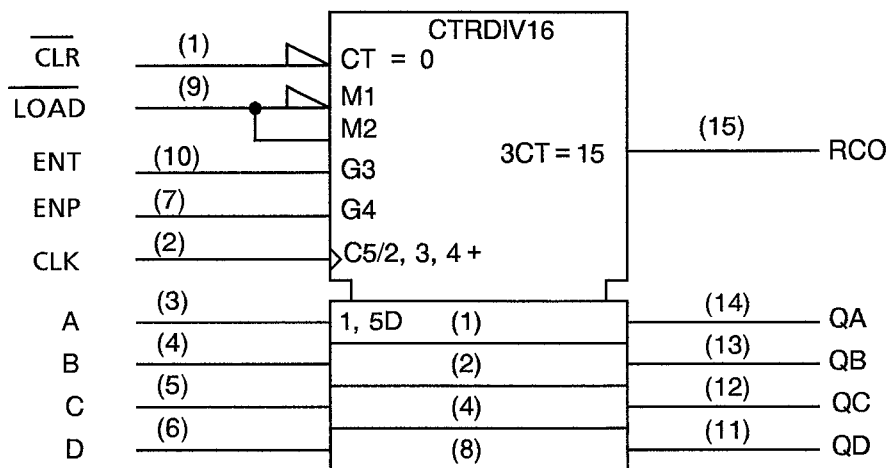 CTRDIV16
CLR (1) CT = 0
LOAD (9) M1
M2
ENT (10) G3 3CT = 15 (15) RCO
ENP (7) G4
CLK (2) C5/2, 3, 4 +
A (3) 1, 5D (1) (14) QA
B (4) (2) (13) QB
C (5) (4) (12) QC
D (6) (8) (11) QD